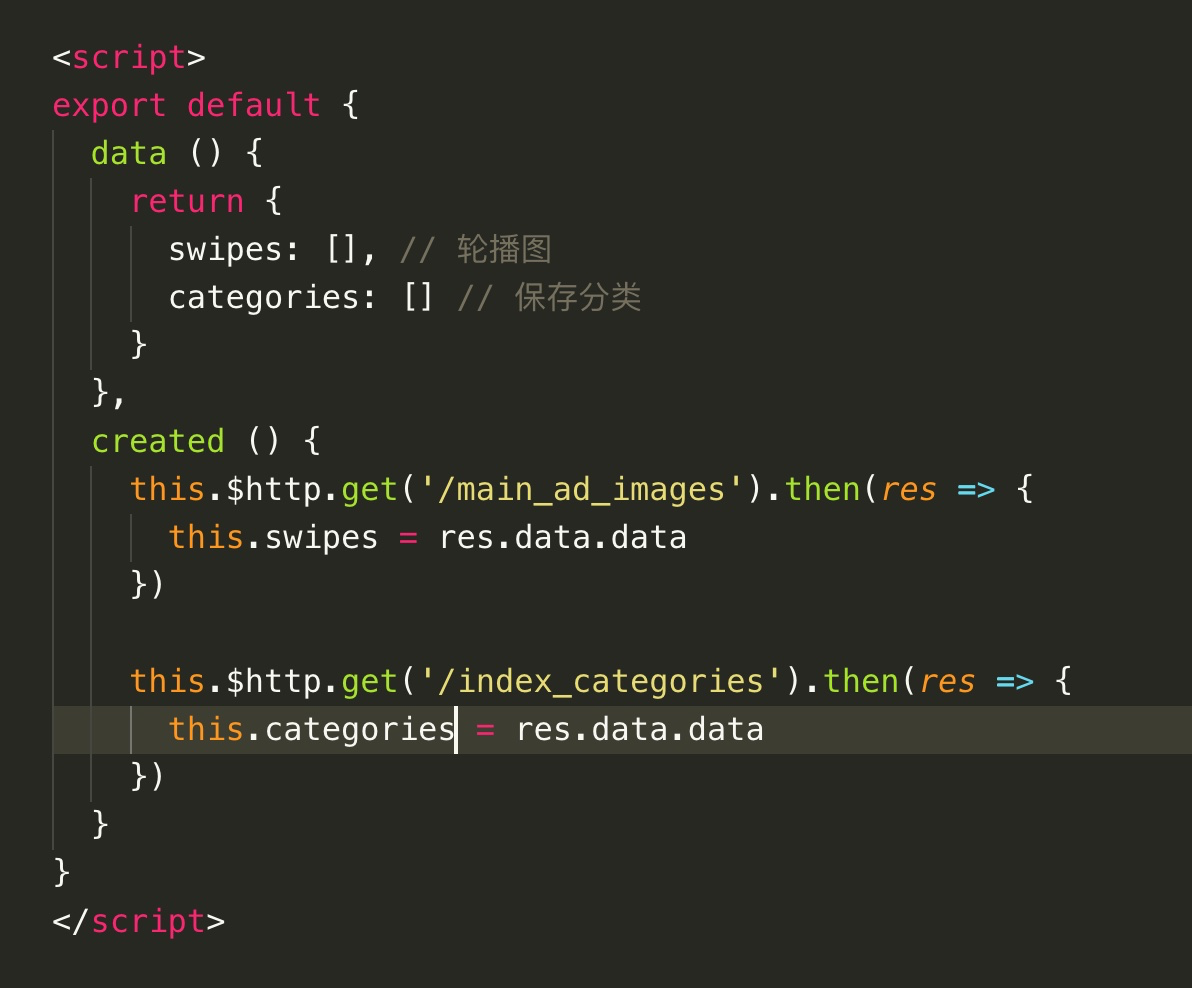 <script>
export default {
  data () {
    return {
      swipes: [], // 轮播图
      categories: [] // 保存分类
    }
  },
  created () {
    this.$http.get('/main_ad_images').then(res => {
      this.swipes = res.data.data
    })

    this.$http.get('/index_categories').then(res => {
      this.categories = res.data.data
    })
  }
}
</script>